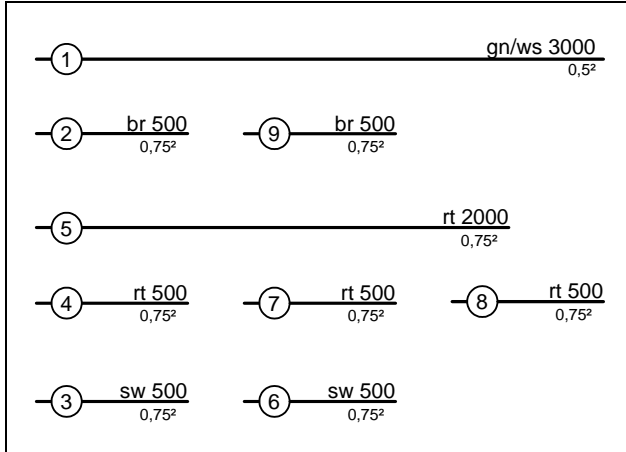 1 gn/ws 3000
0,5²
2 br 500 9 br 500
0,75² 0,75²
5 rt 2000
0,75²
4 rt 500 7 rt 500 8 rt 500
0,75² 0,75² 0,75²
3 sw 500 6 sw 500
0,75² 0,75²